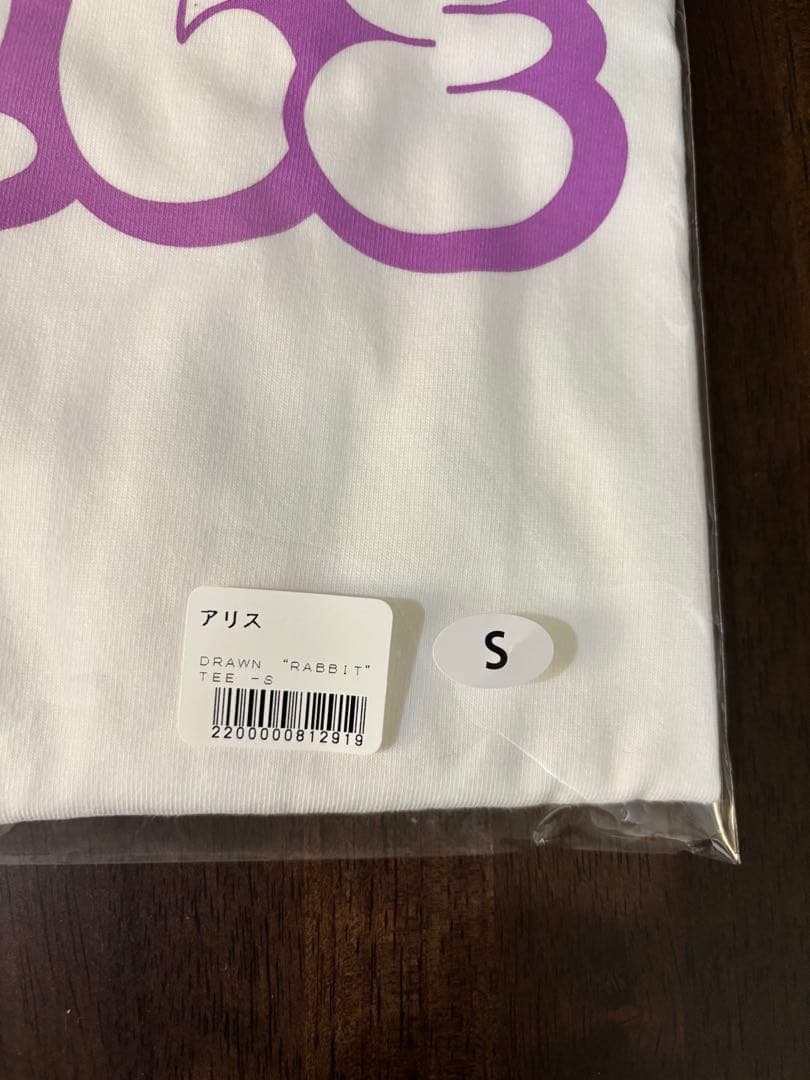 アリス
DRAWN "RABBIT"
TEE -S
2200000812919
S